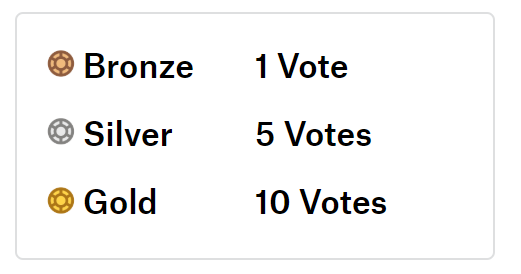 Bronze 1 Vote
Silver 5 Votes
Gold 10 Votes